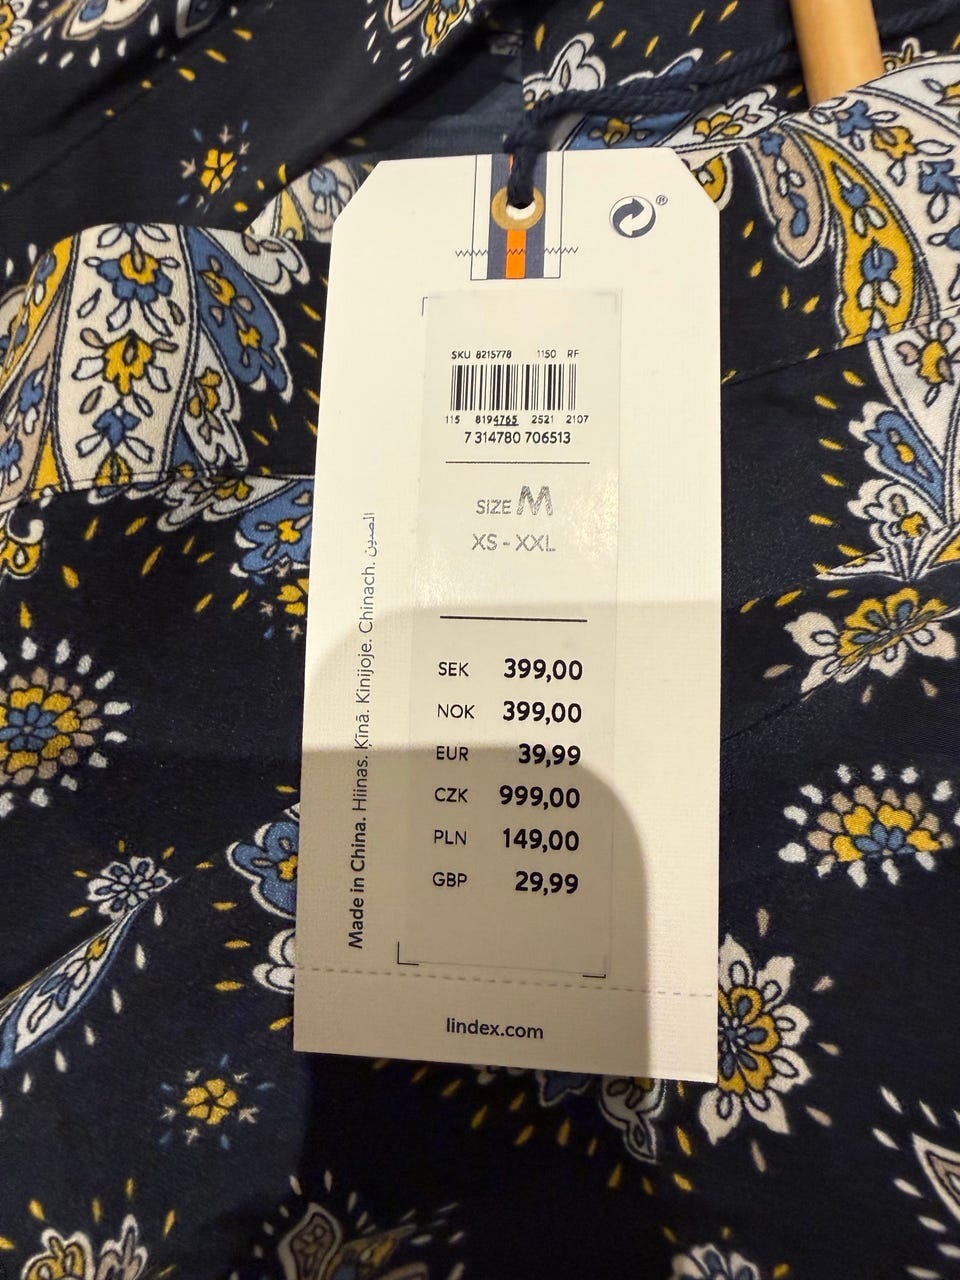 ®
SKU 8215778 1150 RF
115 8194765 2521 2107
7 314780 706513
SIZE M
XS - XXL
SEK 399,00
NOK 399,00
EUR 39,99
CZK 999,00
PLN 149,00
GBP 29,99
Made in China. Hiinas. Ķīnā. Kinijoje. Chinach. الصين.
lindex.com